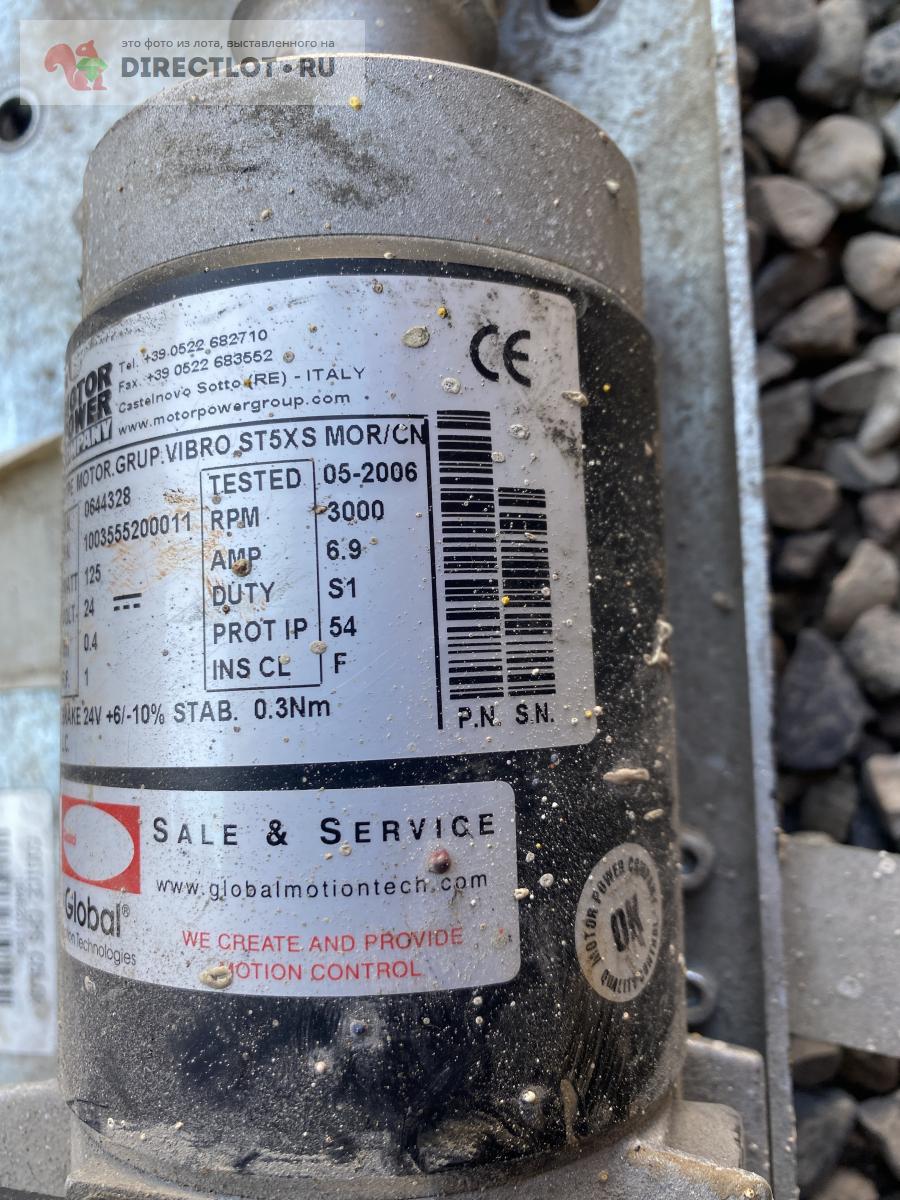 это фото из лота, выставленного на
DIRECTLOT.RU
Tel. +39 0522 682710
Fax. +39 0522 683552
Castelnovo Sotto (RE) - ITALY
www.motorpowergroup.com
CE
MOTOR.GRUP.VIBRO ST5XS MOR/CN
0644328
1003555200011
125
24
0.4
1
TESTED 05-2006
RPM 3000
AMP 6.9
DUTY S1
PROT IP 54
INS CL F
24V +6/-10% STAB. 0.3Nm
P.N. S.N.
SALE & SERVICE
www.globalmotiontech.com
Global®
Technologies
WE CREATE AND PROVIDE
MOTION CONTROL
MOTOR POWER COMPANY
OK